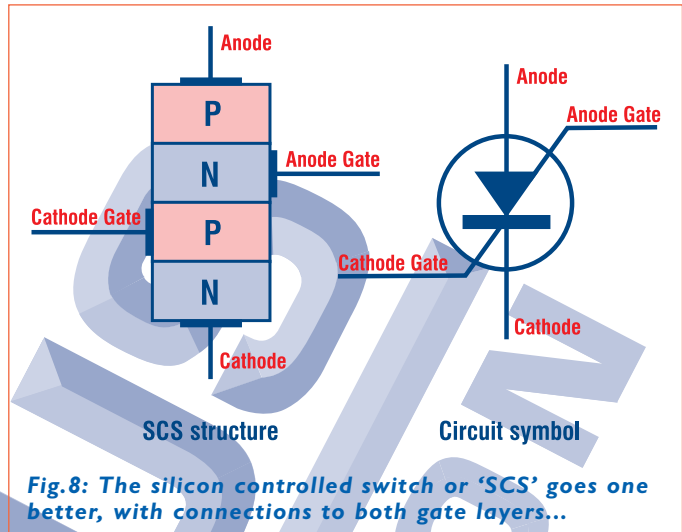 Anode
P
N
Anode Gate
Cathode Gate
P
N
Cathode
SCS structure
Anode
Anode Gate
Cathode Gate
Cathode
Circuit symbol
Fig.8: The silicon controlled switch or ‘SCS’ goes one
better, with connections to both gate layers...